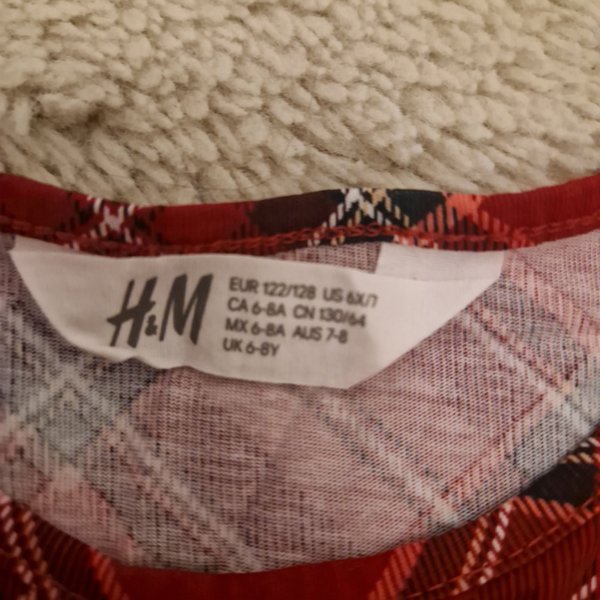 H&M
EUR 122/128 US 6X/7
CA 6-8A CN 130/64
MX 6-8A AUS 7-8
UK 6-8Y